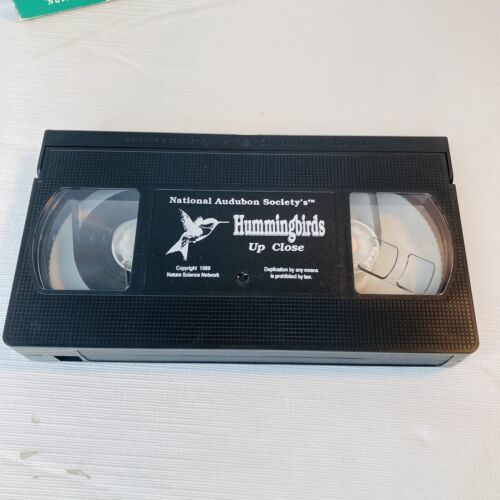 National Audubon Society's™
Hummingbirds
Up Close
Copyright 1989
Nature Science Network
Duplication by any means
is prohibited by law.